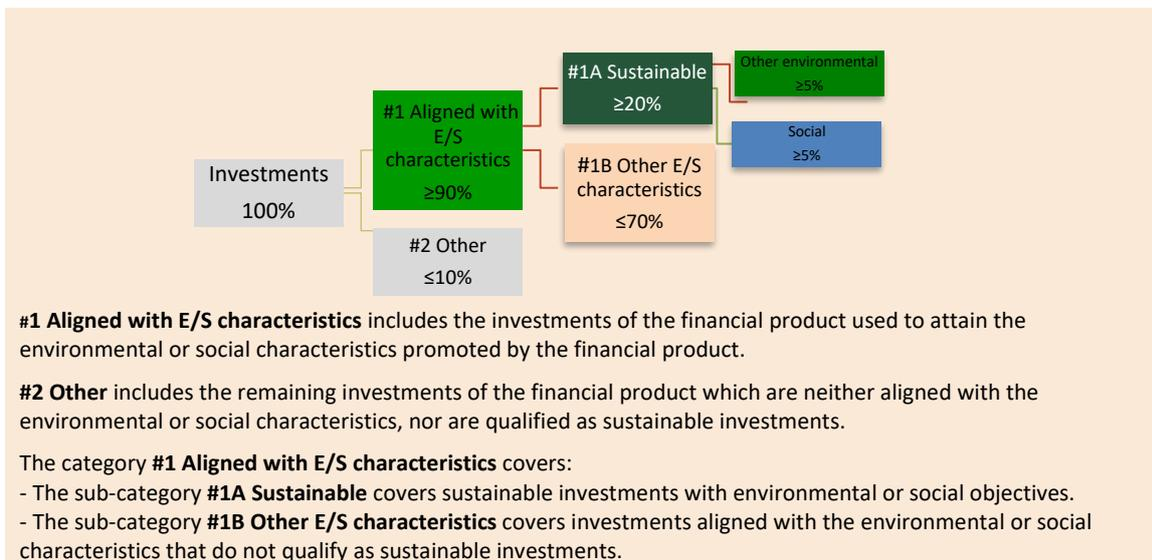 Investments
100%
#1 Aligned with
E/S
characteristics
≥90%
#2 Other
≤10%
#1A Sustainable
≥20%
#1B Other E/S
characteristics
≤70%
Other environmental
≥5%
Social
≥5%
#1 Aligned with E/S characteristics includes the investments of the financial product used to attain the
environmental or social characteristics promoted by the financial product.
#2 Other includes the remaining investments of the financial product which are neither aligned with the
environmental or social characteristics, nor are qualified as sustainable investments.
The category #1 Aligned with E/S characteristics covers:
- The sub-category #1A Sustainable covers sustainable investments with environmental or social objectives.
- The sub-category #1B Other E/S characteristics covers investments aligned with the environmental or social
characteristics that do not qualify as sustainable investments.